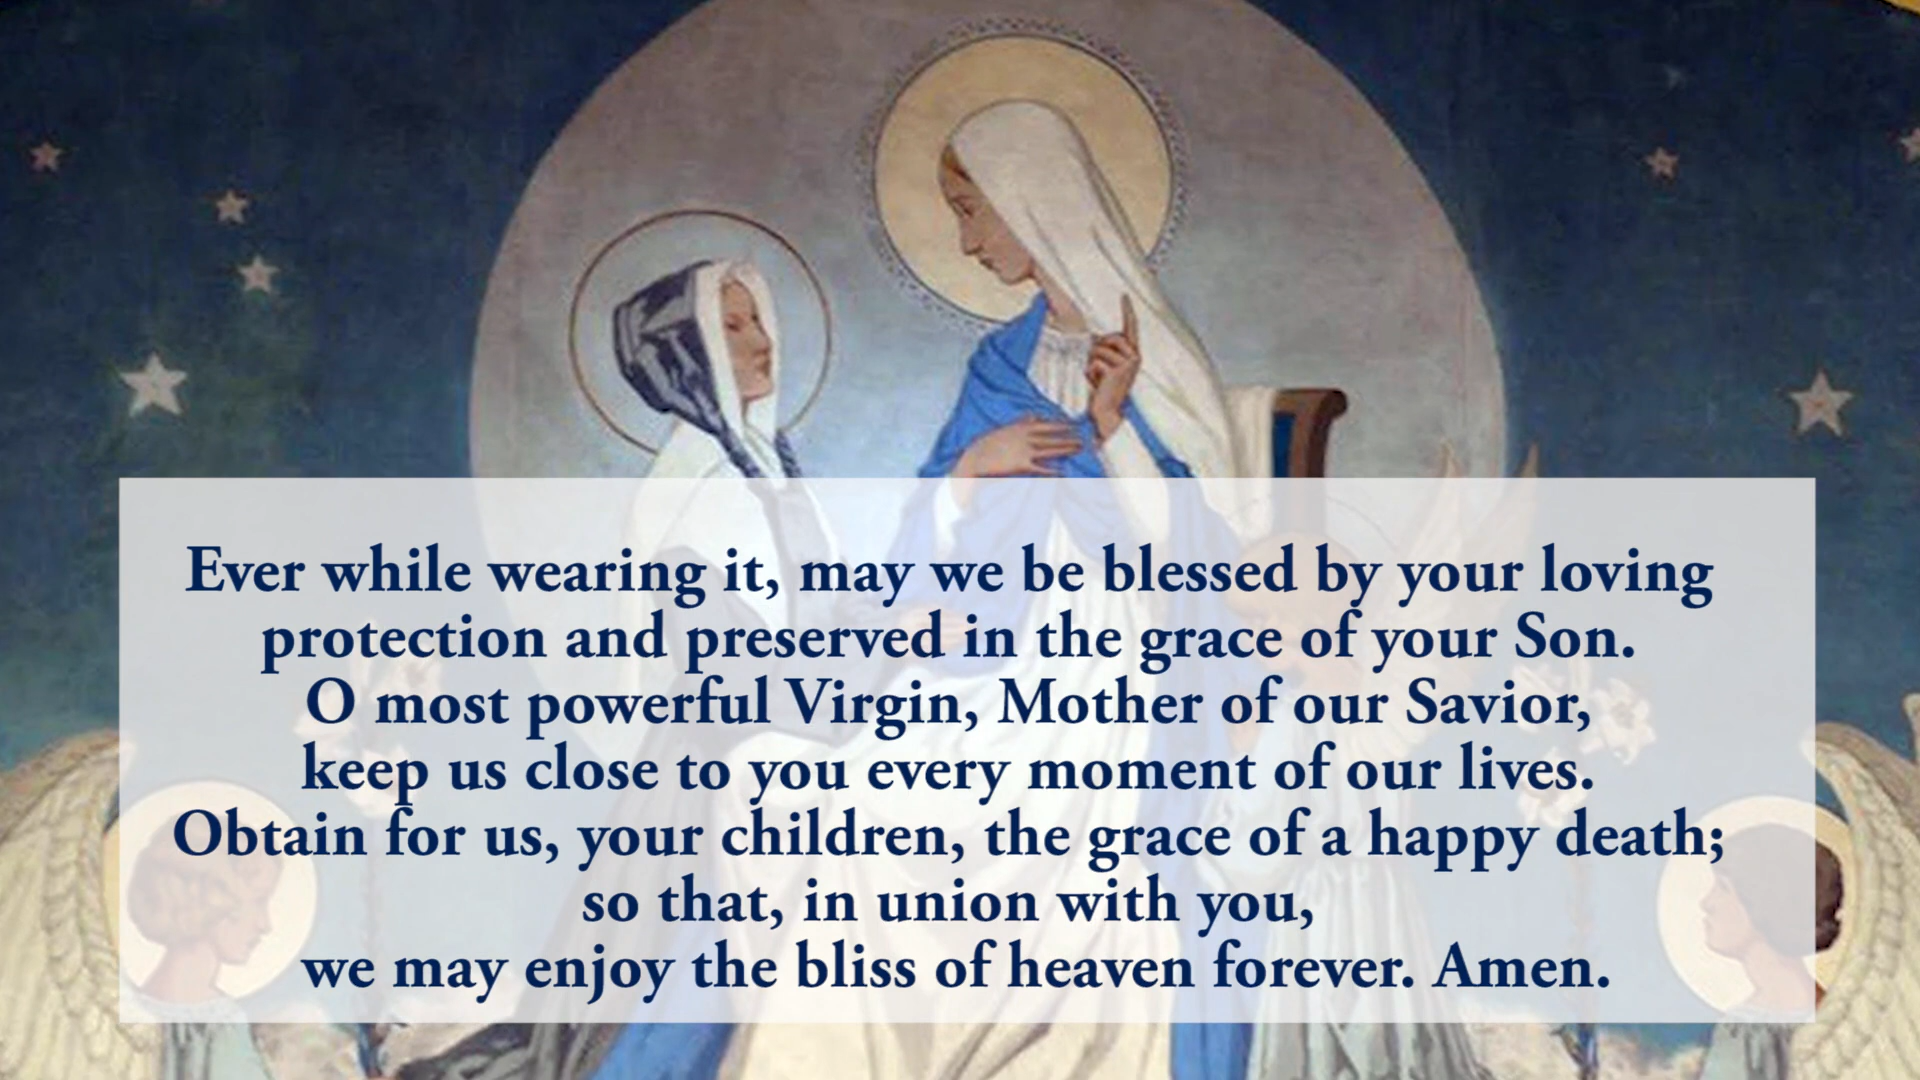 Ever while wearing it, may we be blessed by your loving
protection and preserved in the grace of your Son.
O most powerful Virgin, Mother of our Savior,
keep us close to you every moment of our lives.
Obtain for us, your children, the grace of a happy death;
so that, in union with you,
we may enjoy the bliss of heaven forever. Amen.